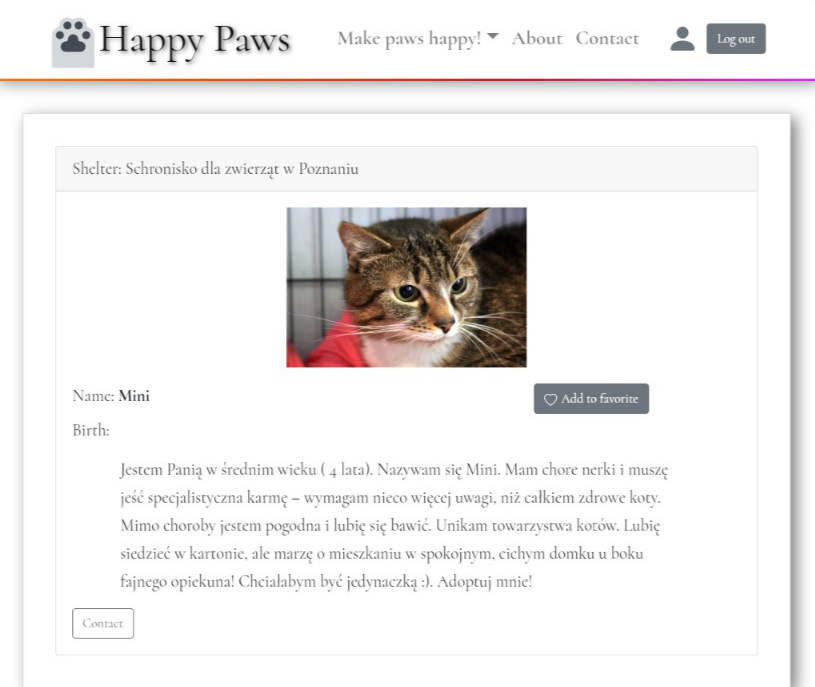 Happy Paws
Make paws happy! About Contact Log out
Shelter: Schronisko dla zwierząt w Poznaniu
Name: Mini
Add to favorite
Birth:
Jestem Panią w średnim wieku ( 4 lata). Nazywam się Mini. Mam chore nerki i muszę
jeść specjalistyczna karmę – wymagam nieco więcej uwagi, niż całkiem zdrowe koty.
Mimo choroby jestem pogodna i lubię się bawić. Unikam towarzystwa kotów. Lubię
siedzieć w kartonie, ale marzę o mieszkaniu w spokojnym, cichym domku u boku
fajnego opiekuna! Chciałabym być jedynaczką :). Adoptuj mnie!
Contact